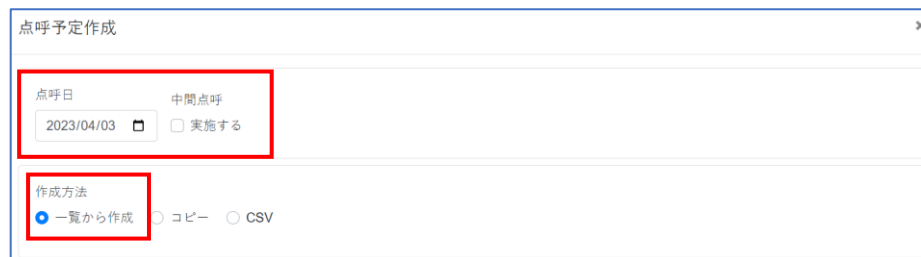 点呼予定作成
点呼日
中間点呼
2023/04/03
実施する
作成方法
一覧から作成 コピー CSV